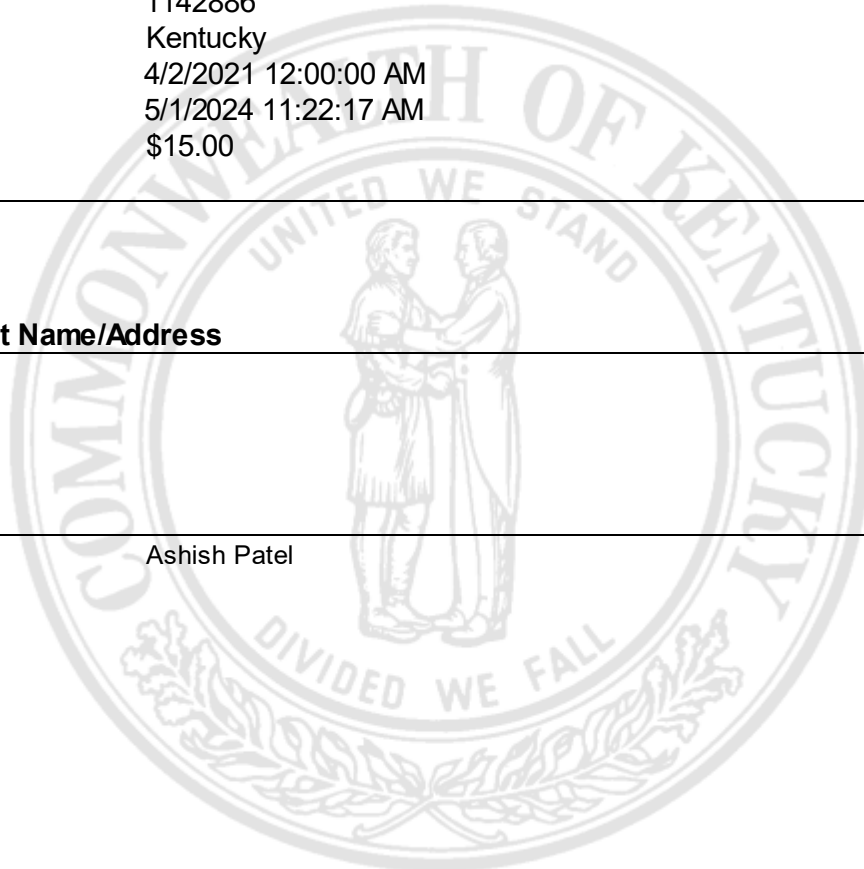 1142886
Kentucky
4/2/2021 12:00:00 AM
5/1/2024 11:22:17 AM
$15.00
COMMONWEALTH OF KENTUCKY
UNITED WE STAND
t Name/Address
Ashish Patel
DIVIDED WE FALL